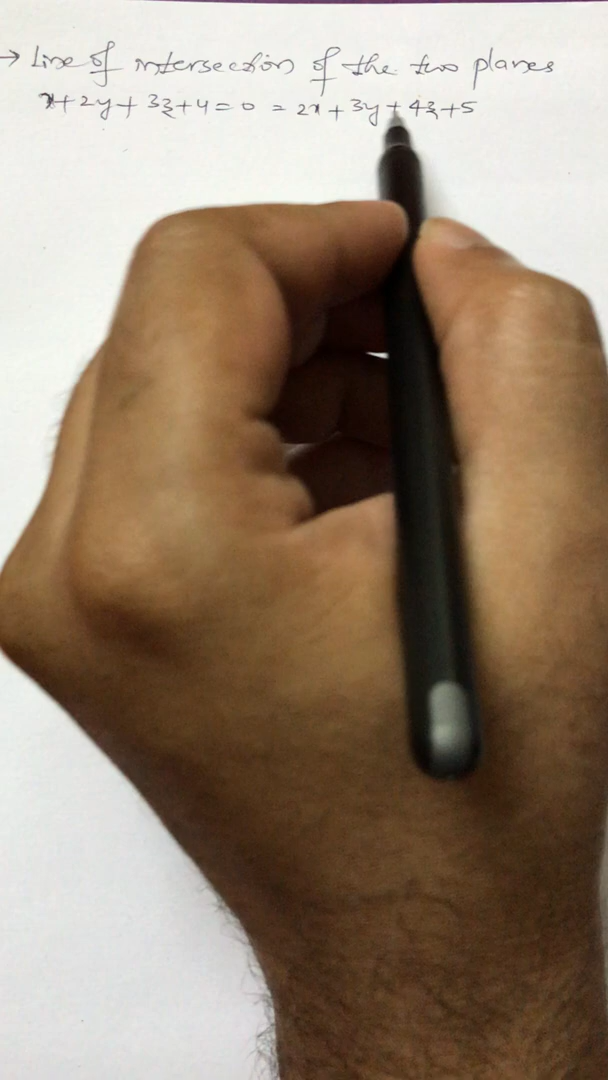 → Line of intersection of the two planes
x+2y+3z+4=0 = 2x+3y+4z+5